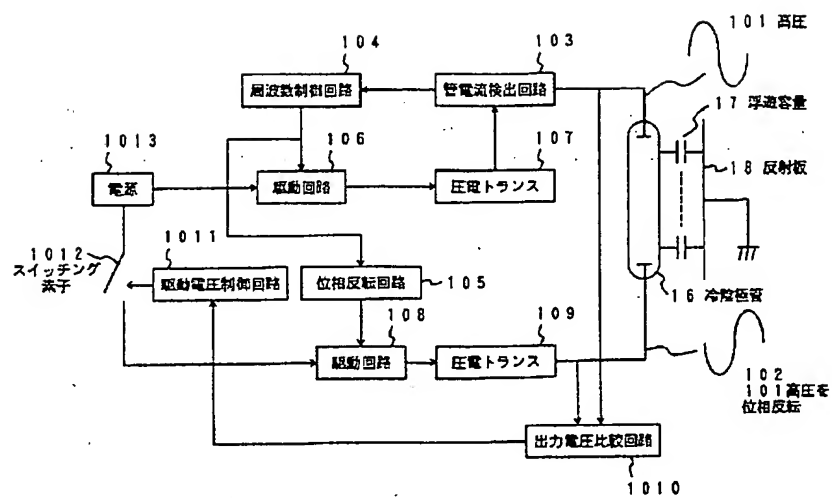 101 高圧
104
103
周波数制御回路
管電流検出回路
17 浮遊容量
106
107
18 反射板
1013
電源
駆動回路
圧電トランス
1012
スイッチング
素子
1011
駆動電圧制御回路
位相反転回路
105
16 冷陰極管
108
109
駆動回路
圧電トランス
102
101高圧を
位相反転
出力電圧比較回路
1010